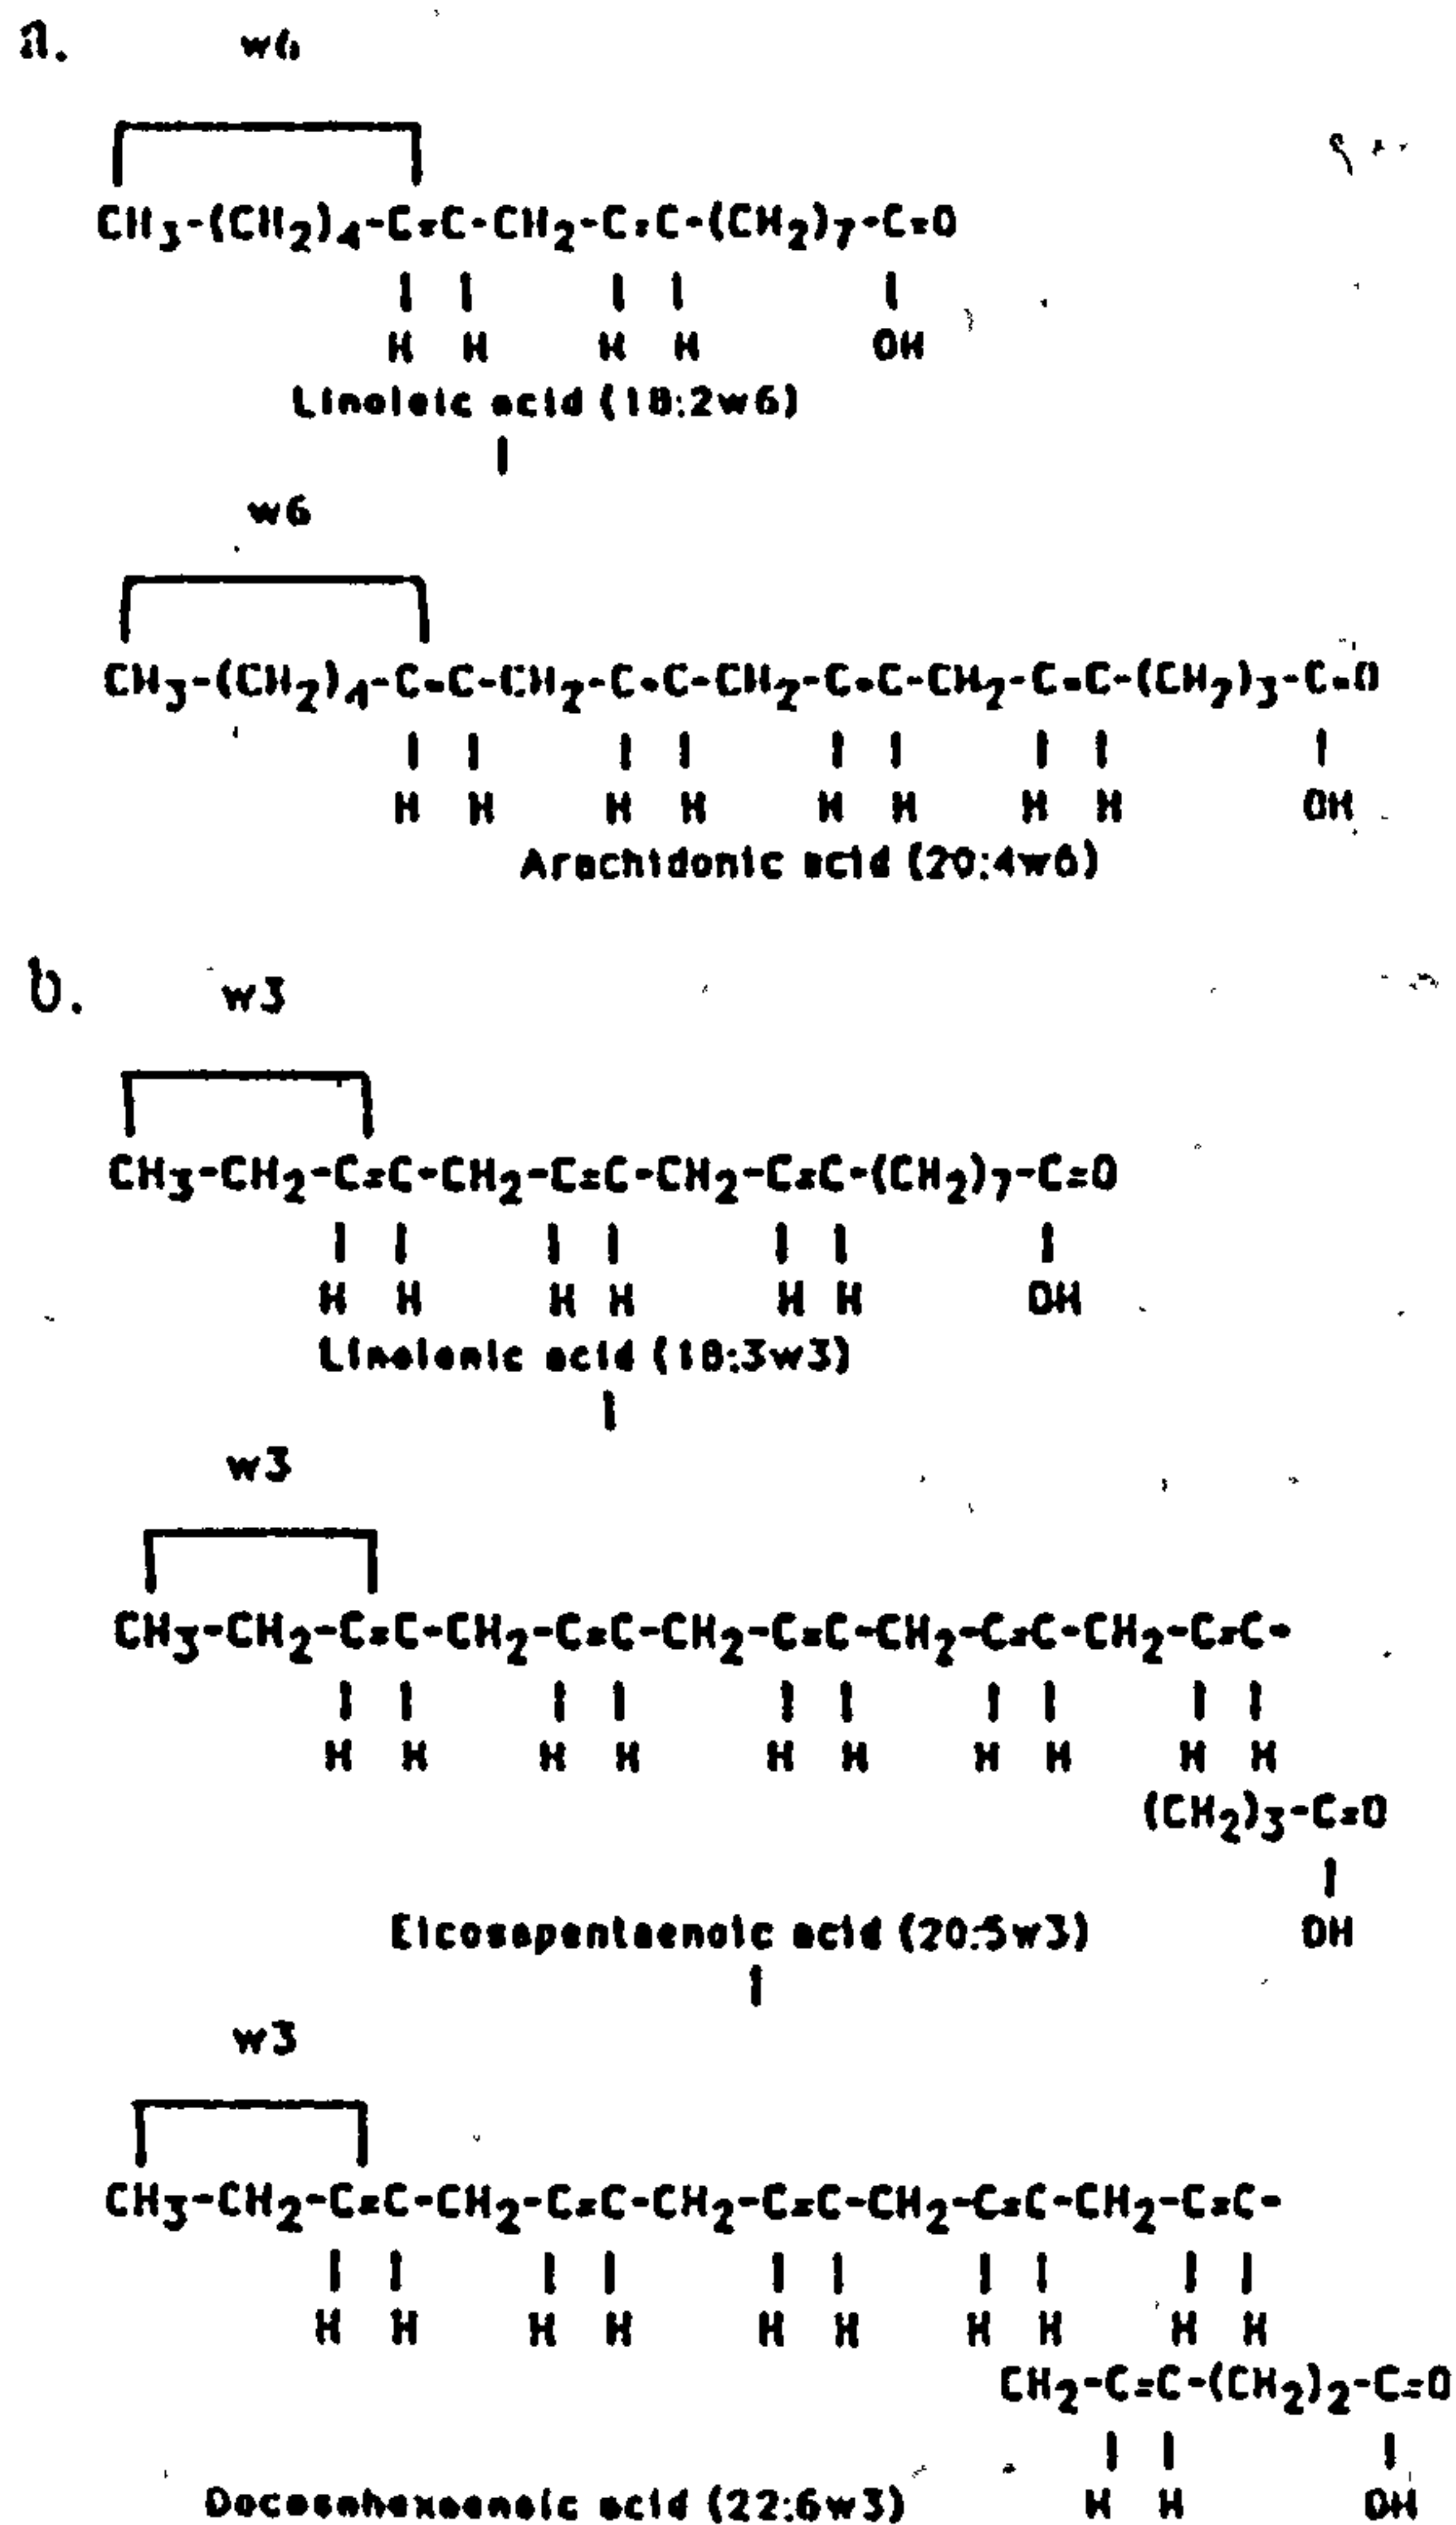 a. w6
CH3-(CH2)4-C=C-CH2-C=C-(CH2)7-C=O
| | | | |
H H H H OH
Linoleic acid (18:2w6)
|
w6
CH3-(CH2)4-C=C-CH2-C=C-CH2-C=C-CH2-C=C-(CH2)3-C=O
| | | | | | | | |
H H H H H H H H OH
Arachidonic acid (20:4w6)
b. w3
CH3-CH2-C=C-CH2-C=C-CH2-C=C-(CH2)7-C=O
| | | | | | |
H H H H H H OH
Linolenic acid (18:3w3)
|
w3
CH3-CH2-C=C-CH2-C=C-CH2-C=C-CH2-C=C-CH2-C=C-
| | | | | | | | | |
H H H H H H H H H H
(CH2)3-C=O
|
Eicosapentaenoic acid (20:5w3) OH
|
w3
CH3-CH2-C=C-CH2-C=C-CH2-C=C-CH2-C=C-CH2-C=C-
| | | | | | | | | |
H H H H H H H H H H
CH2-C=C-(CH2)2-C=O
| | |
Docosahexaenoic acid (22:6w3) H H OH